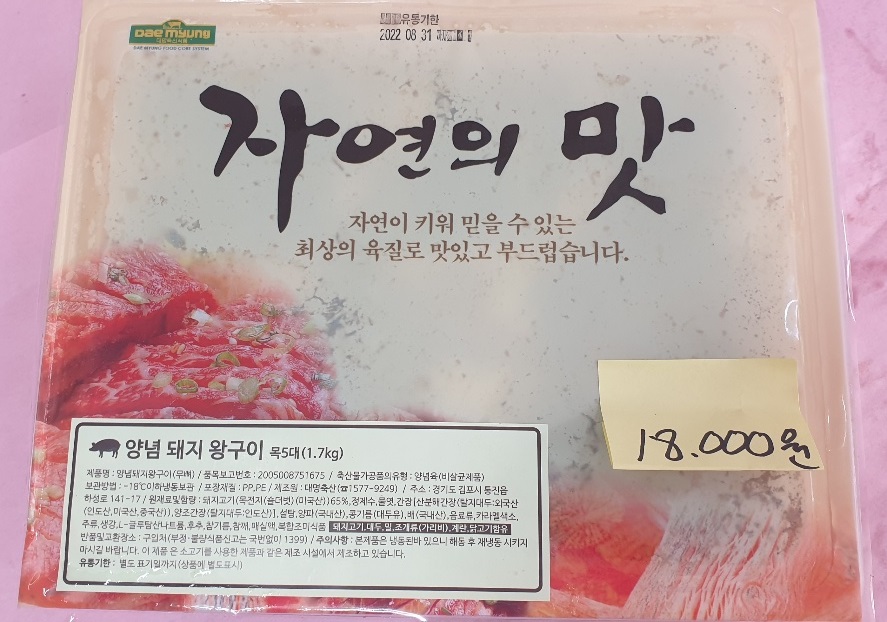 DAE MYUNG
대명축산식품
DAE MYUNG FOOD CORE SYSTEM
유통기한
2022 08 31
자연의 맛
자연이 키워 믿을 수 있는
최상의 육질로 맛있고 부드럽습니다.
18.000원
양념 돼지 왕구이 목5대(1.7kg)
제품명 : 양념돼지왕구이(무뼈) / 품목보고번호 : 2005008751675 / 축산물가공품의유형 : 양념육(비살균제품)
보관방법 : -18℃이하냉동보관 / 포장재질 : PP,PE / 제조원 : 대명축산 (☎1577-9249) / 주소 : 경기도 김포시 통진읍
하성로 141-17 / 원재료및함량 : 돼지고기(목전지(숄더벗) (미국산)) 65%,정제수,물엿,간장 [산분해간장(탈지대두:외국산
(인도산,미국산,중국산)), 양조간장(탈지대두:인도산)], 설탕,양파(국내산), 콩기름(대두유), 배(국내산), 음료류,카라멜색소,
주류,생강,L-글루탐산나트륨,후추,참기름,참깨,매실액,복합조미식품 돼지고기,대두,밀,조개류(가리비),계란,닭고기함유
반품및교환장소 : 구입처(부정·불량식품신고는 국번없이 1399) / 주의사항 : 본제품은 냉동된바 있으니 해동 후 재냉동 시키지
마시길 바랍니다. 이 제품 은 소고기를 사용한 제품과 같은 제조 시설에서 제조하고 있습니다.
유통기한 : 별도 표기일까지(상품에 별도표시)